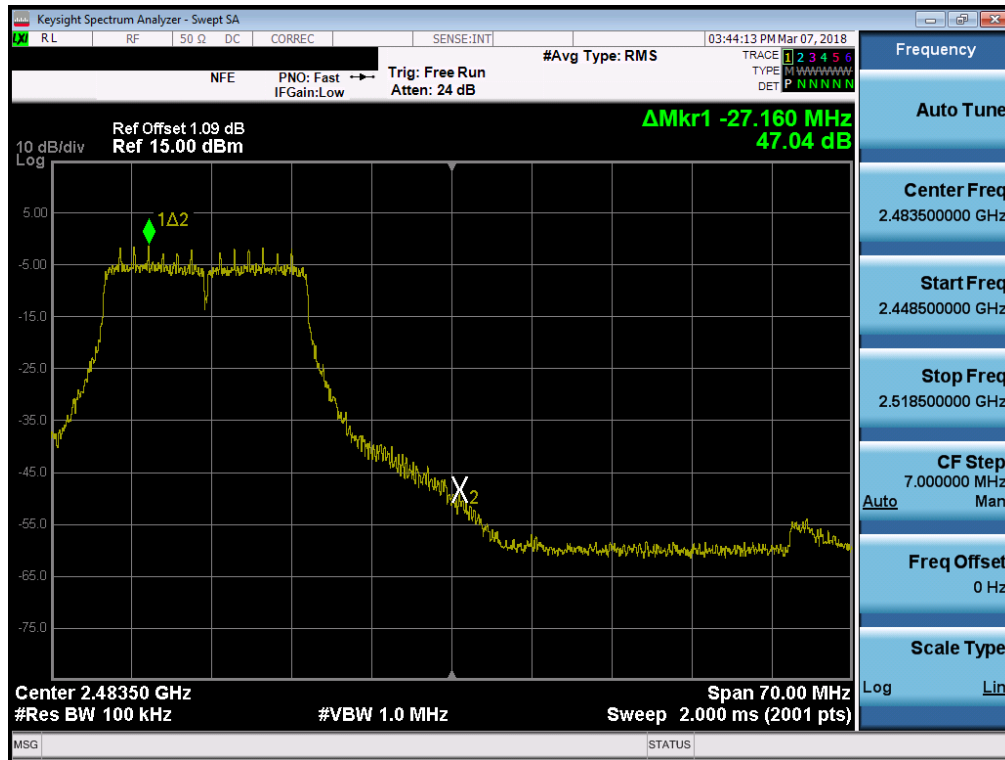 Keysight Spectrum Analyzer - Swept SA
LXI RL RF 50 Ω DC CORREC SENSE:INT 03:44:13 PM Mar 07, 2018
NFE PNO: Fast Trig: Free Run #Avg Type: RMS TRACE 1 2 3 4 5 6
IFGain:Low Atten: 24 dB TYPE M W W W W W
DET P N N N N N
ΔMkr1 -27.160 MHz
47.04 dB
Ref Offset 1.09 dB
10 dB/div Ref 15.00 dBm
Log
5.00
1Δ2
-5.00
-15.0
-25.0
-35.0
-45.0
X2
-55.0
-65.0
-75.0
Center 2.48350 GHz Span 70.00 MHz
#Res BW 100 kHz #VBW 1.0 MHz Sweep 2.000 ms (2001 pts)
MSG STATUS
Frequency
Auto Tune
Center Freq
2.483500000 GHz
Start Freq
2.448500000 GHz
Stop Freq
2.518500000 GHz
CF Step
7.000000 MHz
Auto Man
Freq Offset
0 Hz
Scale Type
Log Lin